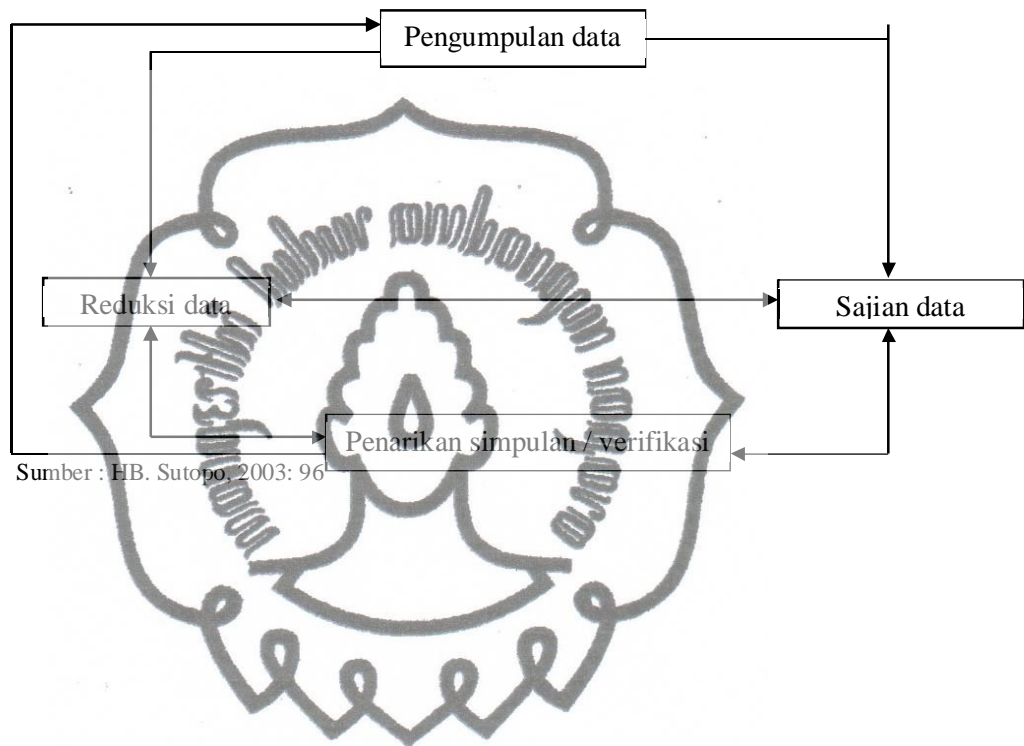 Pengumpulan data
Reduksi data
Sajian data
Penarikan simpulan / verifikasi
Sumber : HB. Sutopo, 2003: 96